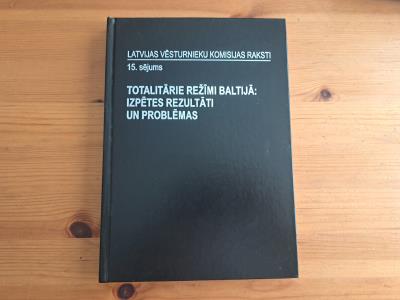 LATVIJAS VĒSTURNIEKU KOMISIJAS RAKSTI
15. sējums
TOTALITĀRIE REŽĪMI BALTIJĀ:
IZPĒTES REZULTĀTI
UN PROBLĒMAS